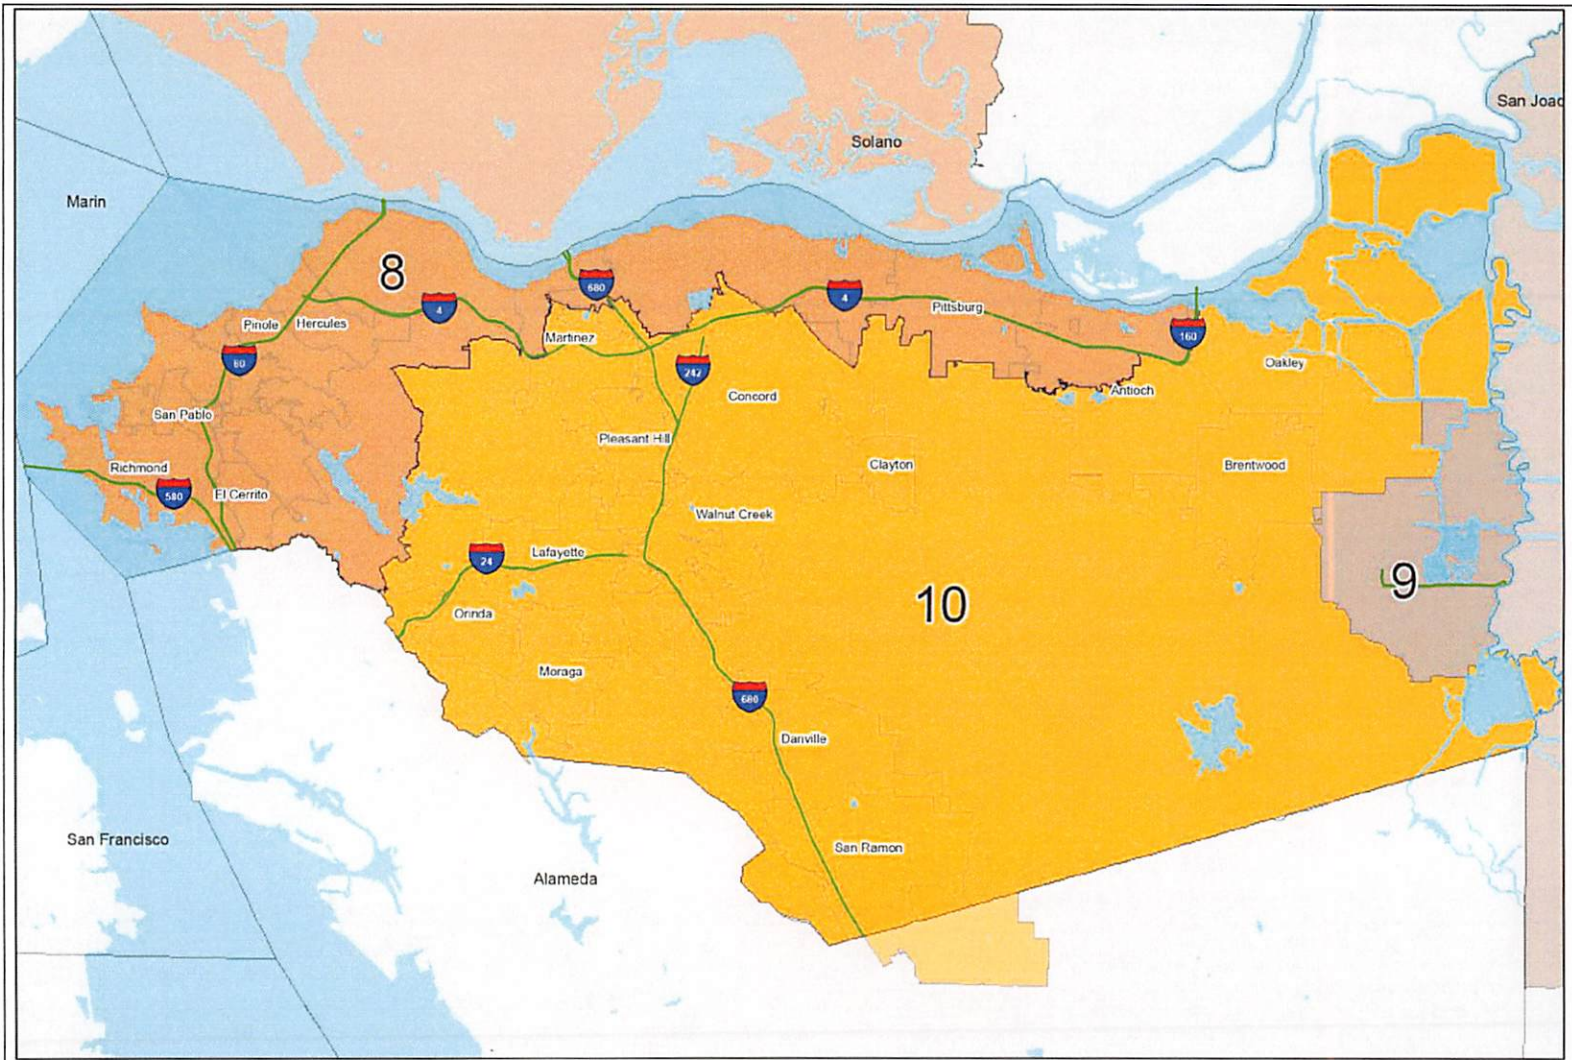 San Joac
Solano
Marin
8
680
4
4
Pittsburg
Pinole
Hercules
Martinez
160
80
Oakley
242
Antioch
Concord
San Pablo
Pleasant Hill
Clayton
Brentwood
Richmond
580
El Cerrito
Walnut Creek
Lafayette
24
9
10
Orinda
Moraga
680
Danville
San Francisco
San Ramon
Alameda